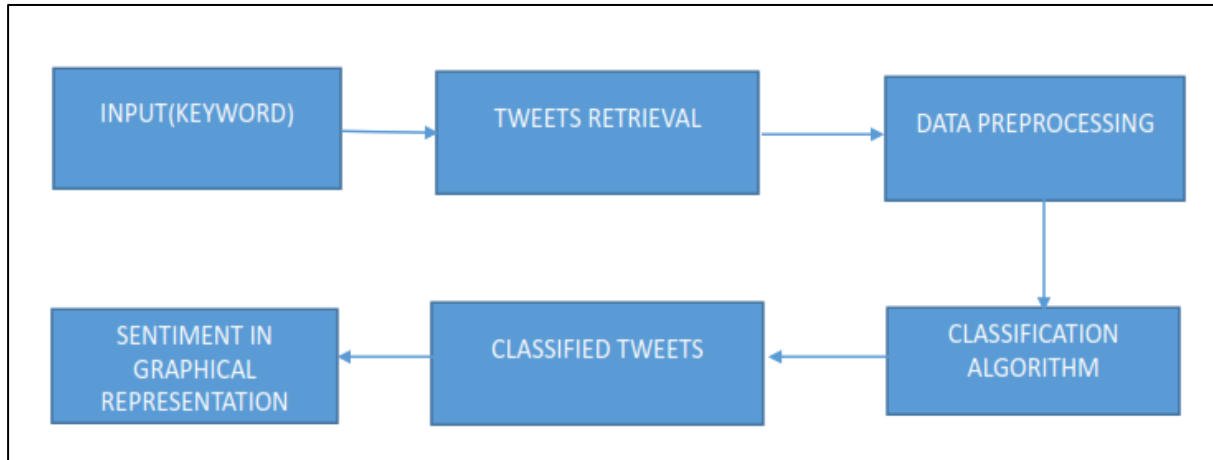 INPUT(KEYWORD)
TWEETS RETRIEVAL
DATA PREPROCESSING
CLASSIFICATION
ALGORITHM
CLASSIFIED TWEETS
SENTIMENT IN
GRAPHICAL
REPRESENTATION